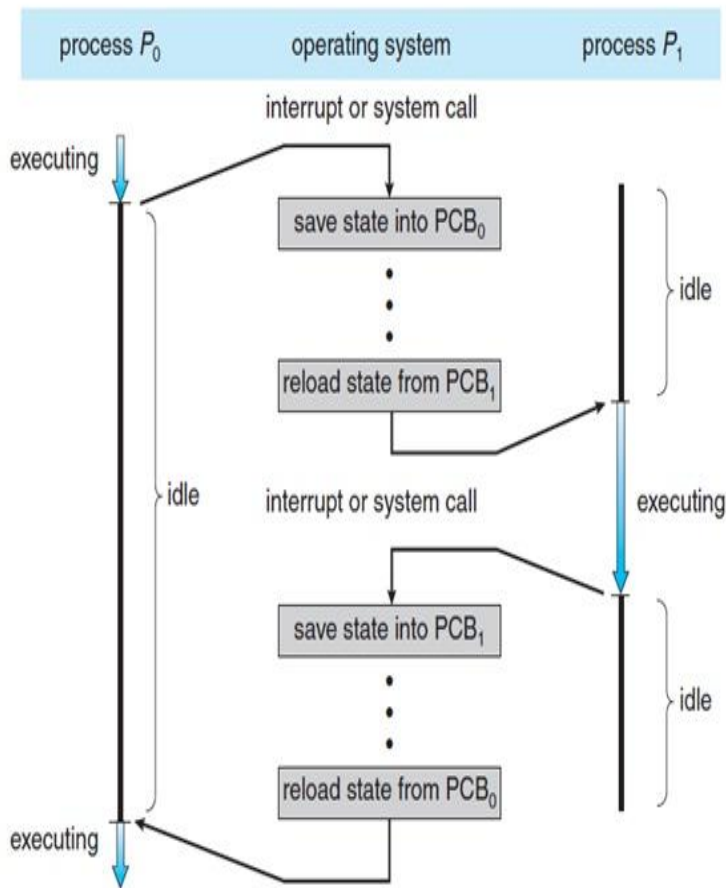 process P₀ operating system process P₁
interrupt or system call
executing
save state into PCB₀
idle
reload state from PCB₁
idle
interrupt or system call
executing
save state into PCB₁
idle
reload state from PCB₀
executing